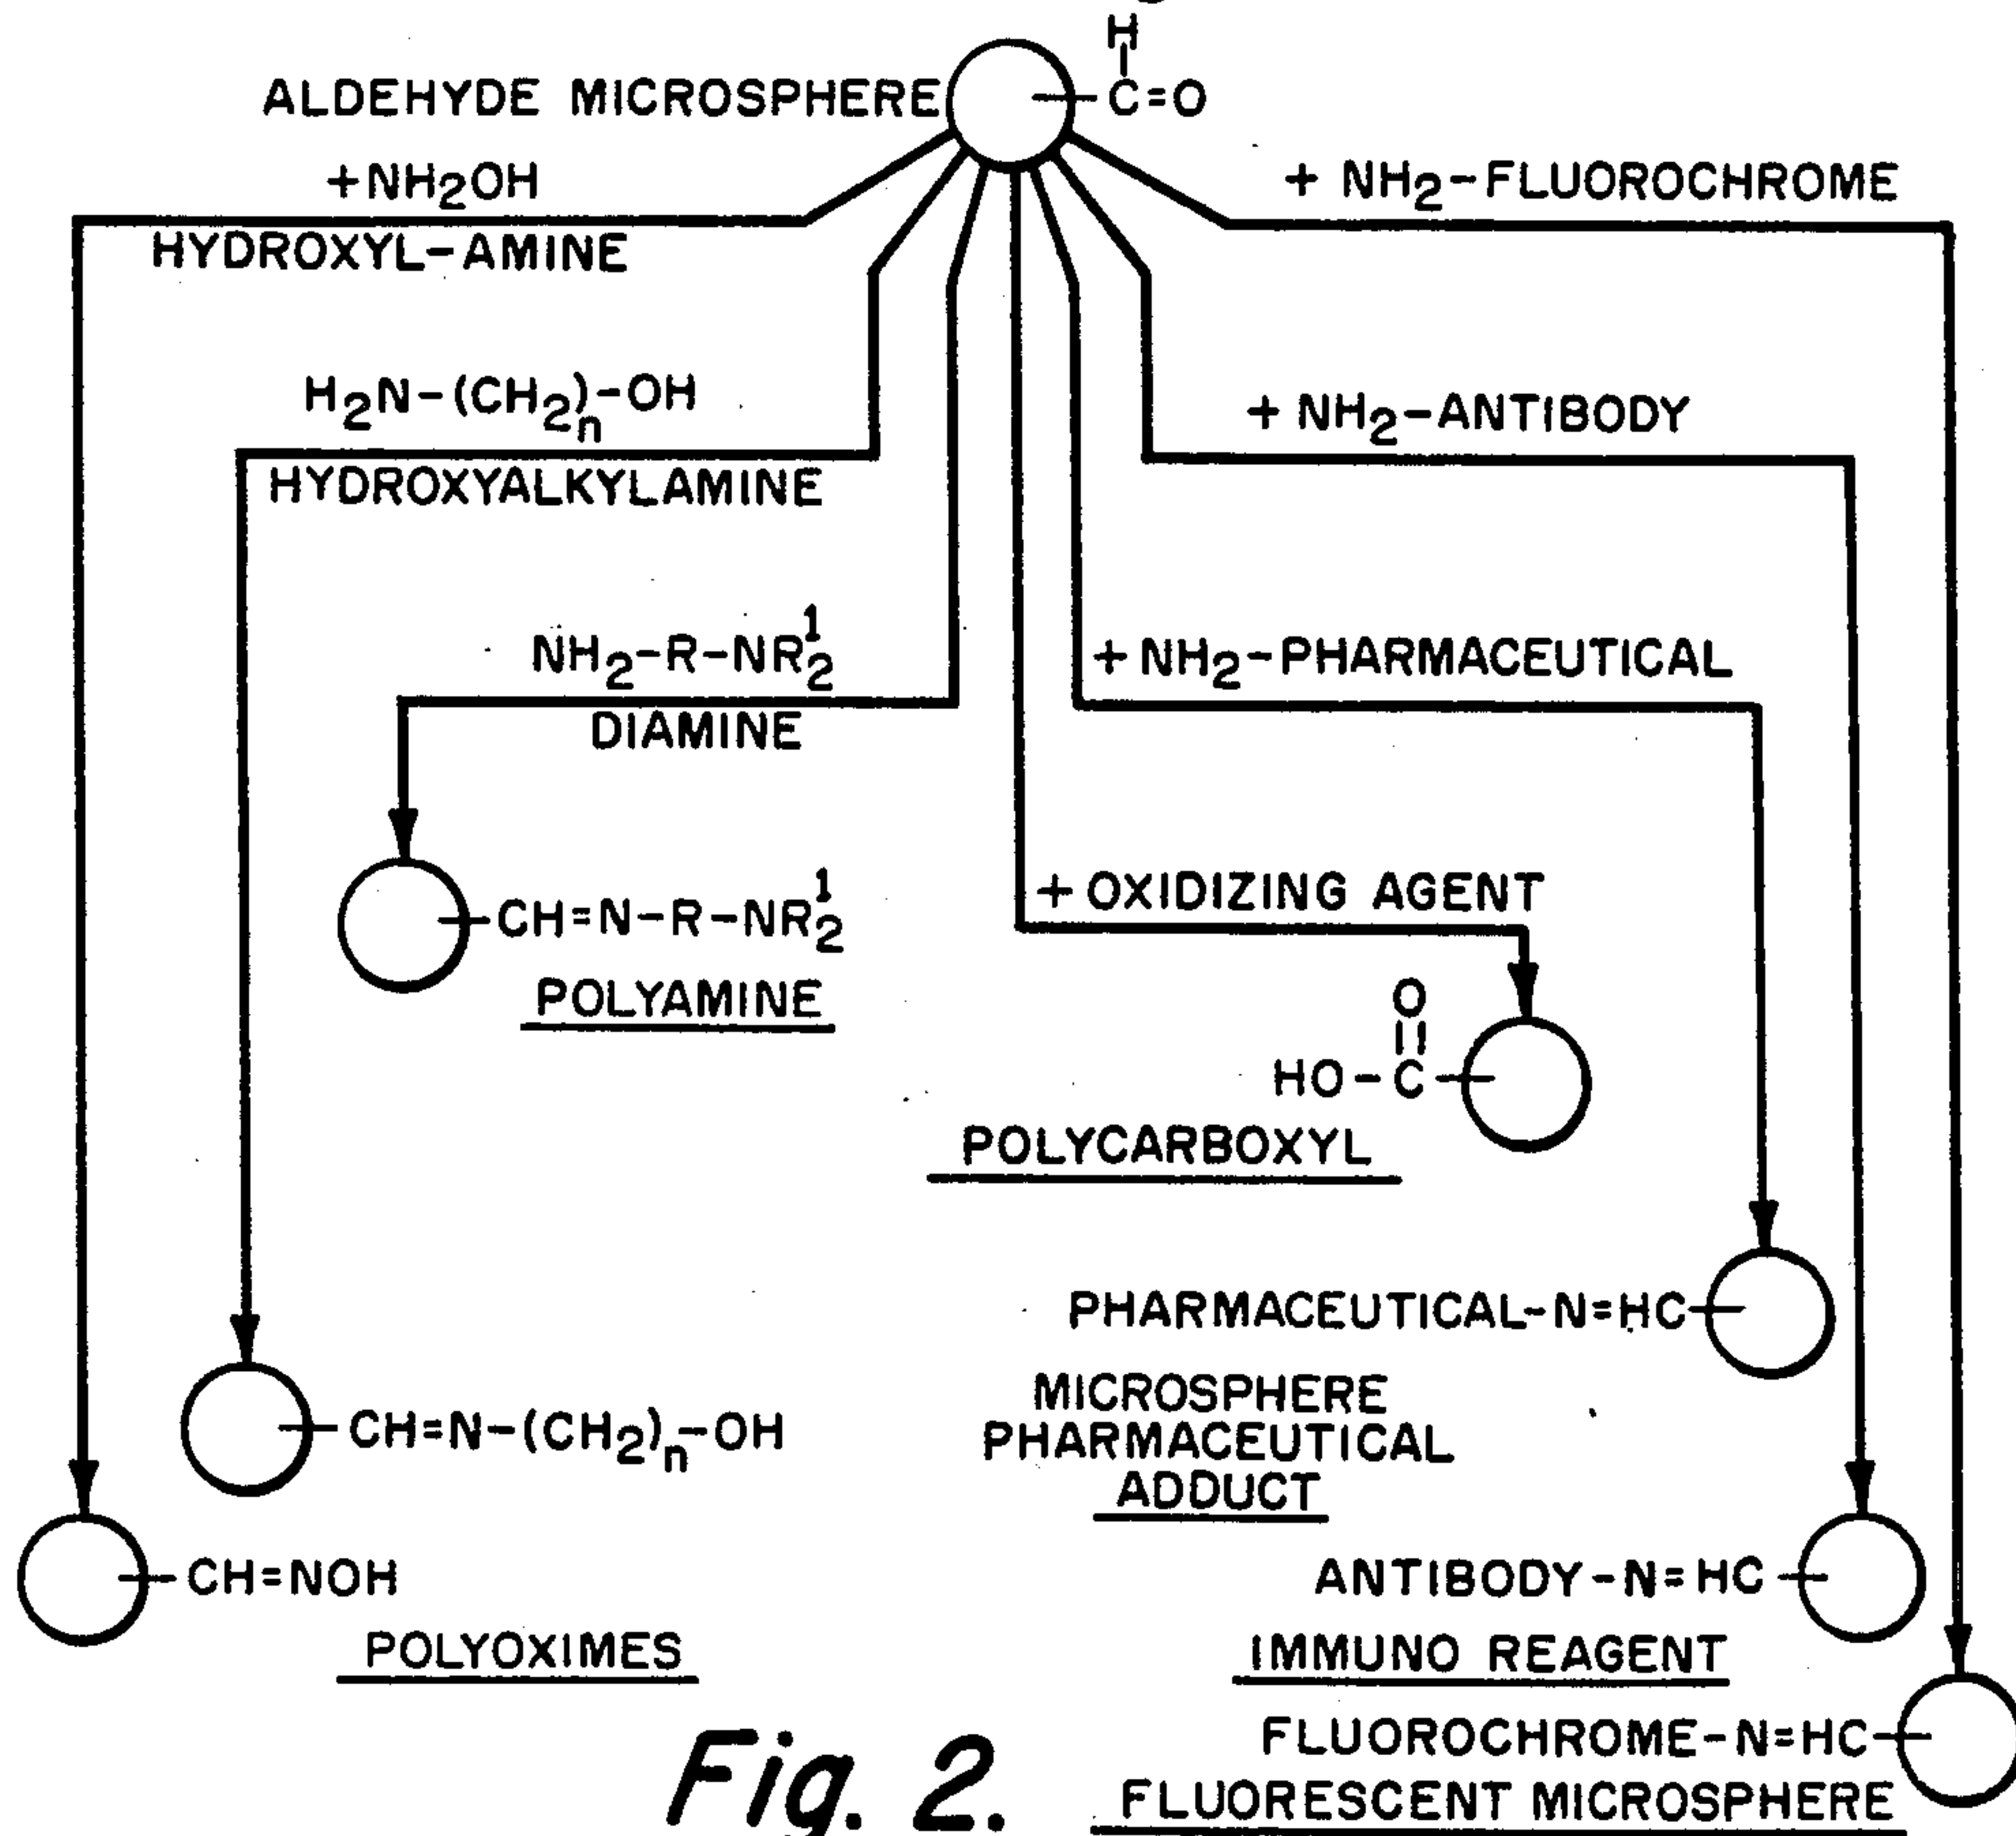 H
ALDEHYDE MICROSPHERE C=O
+NH2OH
HYDROXYL-AMINE
+ NH2-FLUOROCHROME
H2N-(CH2)n-OH
HYDROXYALKYLAMINE
+ NH2-ANTIBODY
NH2-R-NR12
DIAMINE
+ NH2-PHARMACEUTICAL
CH=N-R-NR12
POLYAMINE
+ OXIDIZING AGENT
O
HO-C
POLYCARBOXYL
PHARMACEUTICAL-N=HC
MICROSPHERE
PHARMACEUTICAL
ADDUCT
CH=N-(CH2)n-OH
CH=NOH
POLYOXIMES
ANTIBODY-N=HC
IMMUNO REAGENT
FLUOROCHROME-N=HC
FLUORESCENT MICROSPHERE
Fig. 2.